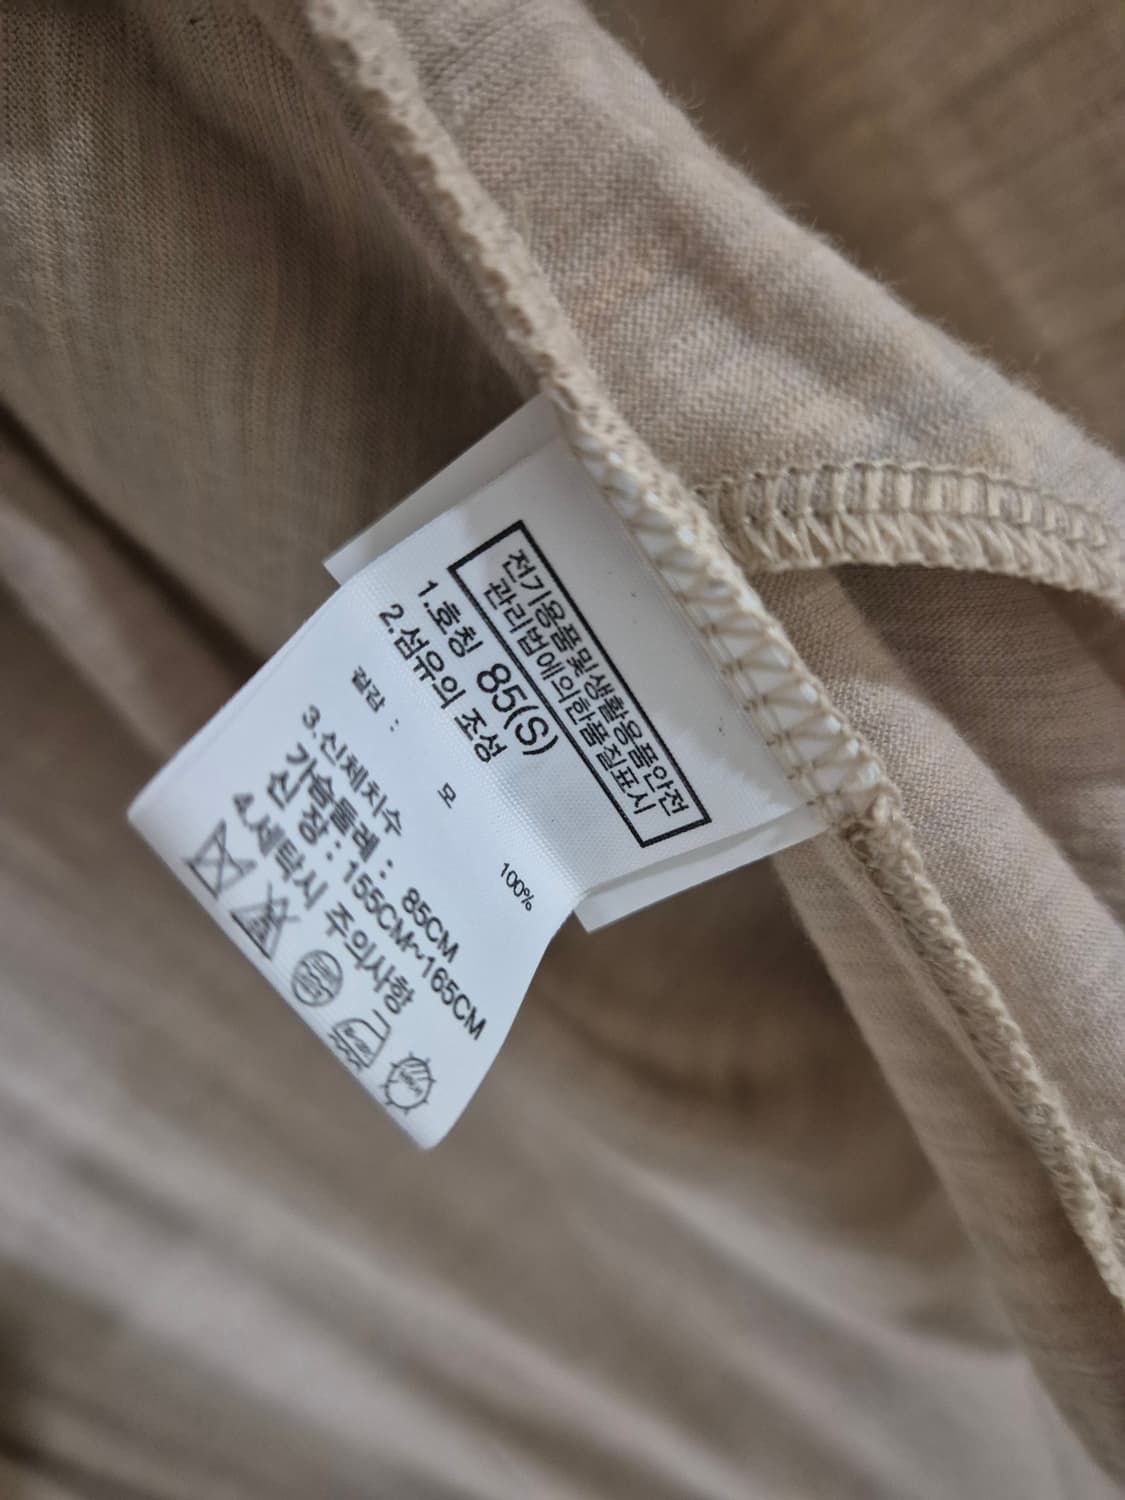 전기용품및생활용품안전
관리법에의한품질표시
1.호칭 85(S)
2.섬유의 조성
겉감 : 모 100%
3.신체치수
가슴둘레 : 85CM
신장 : 155CM~165CM
4.세탁시 주의사항